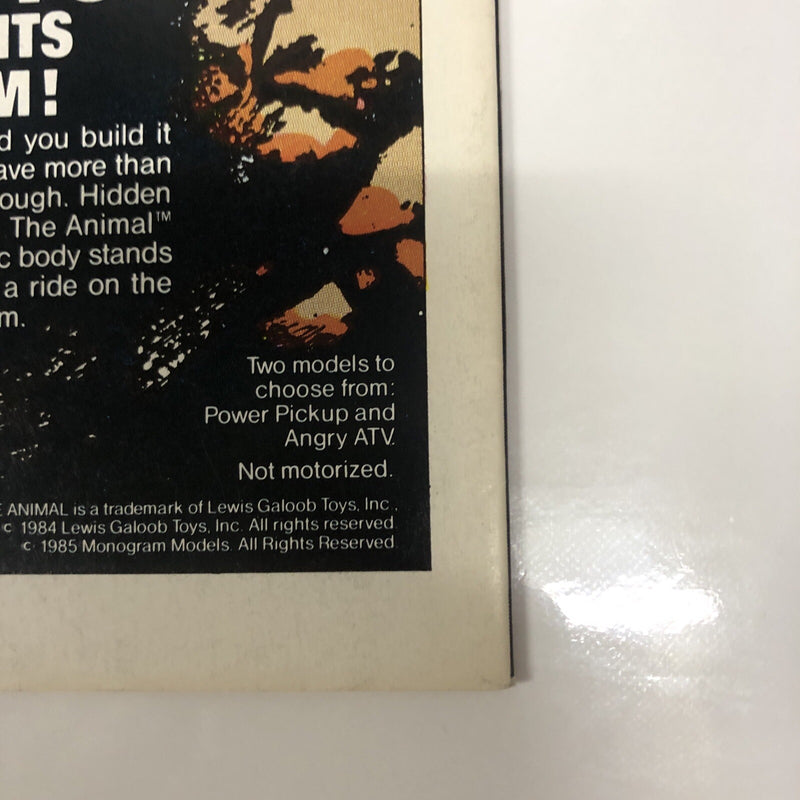 ITS
M!
d you build it
ave more than
ough. Hidden
The Animal™
c body stands
a ride on the
m.
Two models to
choose from:
Power Pickup and
Angry ATV.
Not motorized.
E ANIMAL is a trademark of Lewis Galoob Toys, Inc.
© 1984 Lewis Galoob Toys, Inc. All rights reserved.
© 1985 Monogram Models. All Rights Reserved.